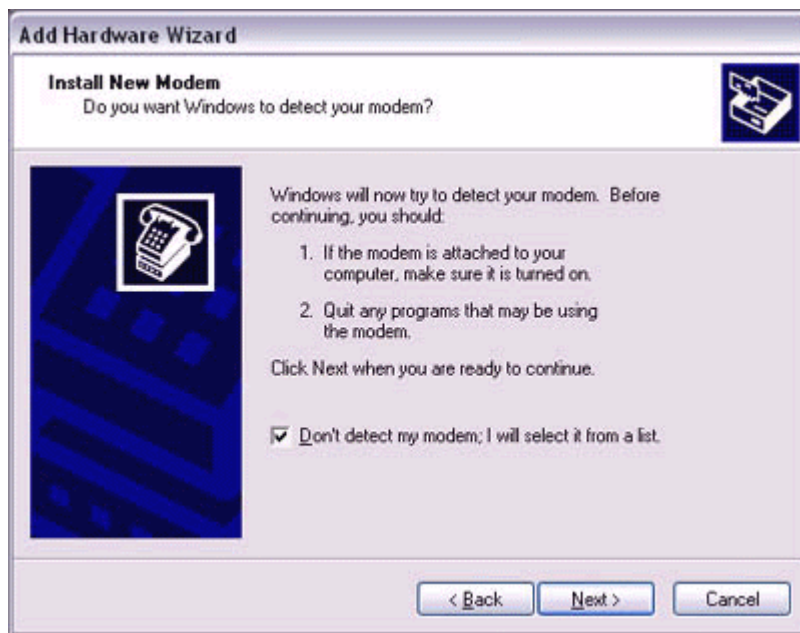 Add Hardware Wizard
Install New Modem
Do you want Windows to detect your modem?
Windows will now try to detect your modem. Before
continuing, you should:
1. If the modem is attached to your
computer, make sure it is turned on.
2. Quit any programs that may be using
the modem.
Click Next when you are ready to continue.
Don't detect my modem; I will select it from a list.
< Back
Next >
Cancel